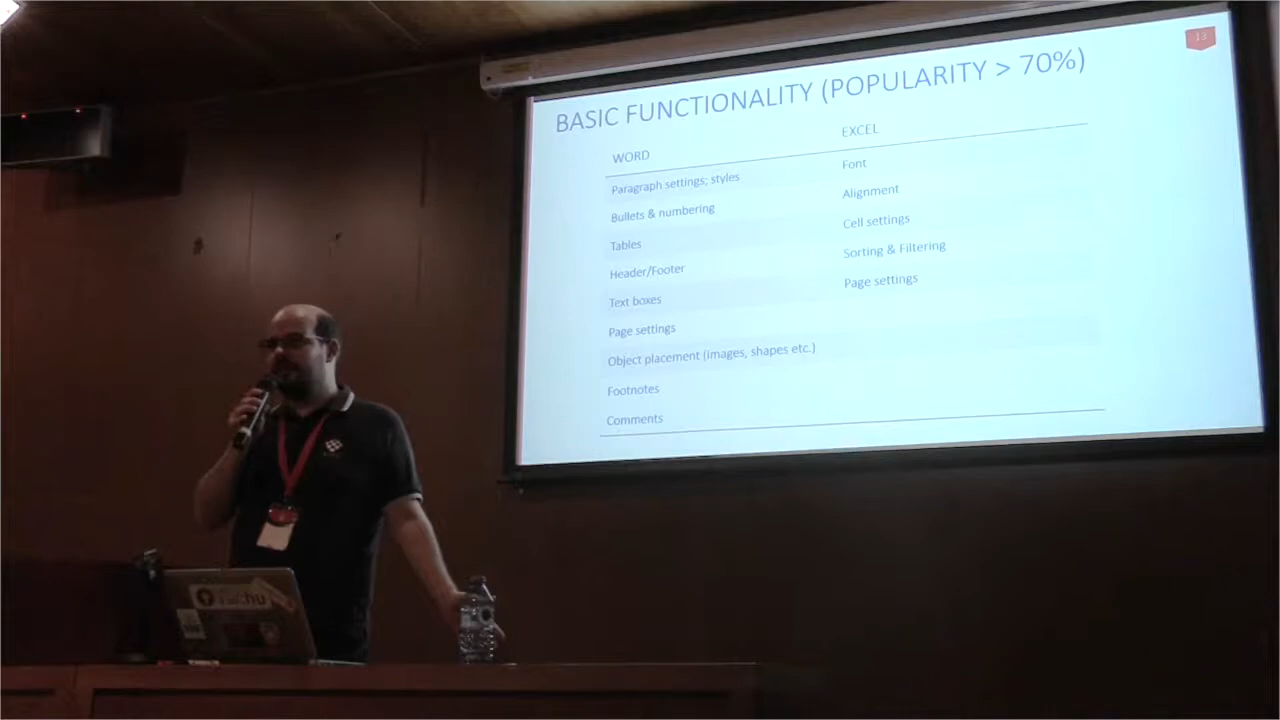 13
BASIC FUNCTIONALITY (POPULARITY > 70%)
WORD EXCEL
Paragraph settings; styles Font
Bullets & numbering Alignment
Tables Cell settings
Header/Footer Sorting & Filtering
Text boxes Page settings
Page settings
Object placement (images, shapes etc.)
Footnotes
Comments